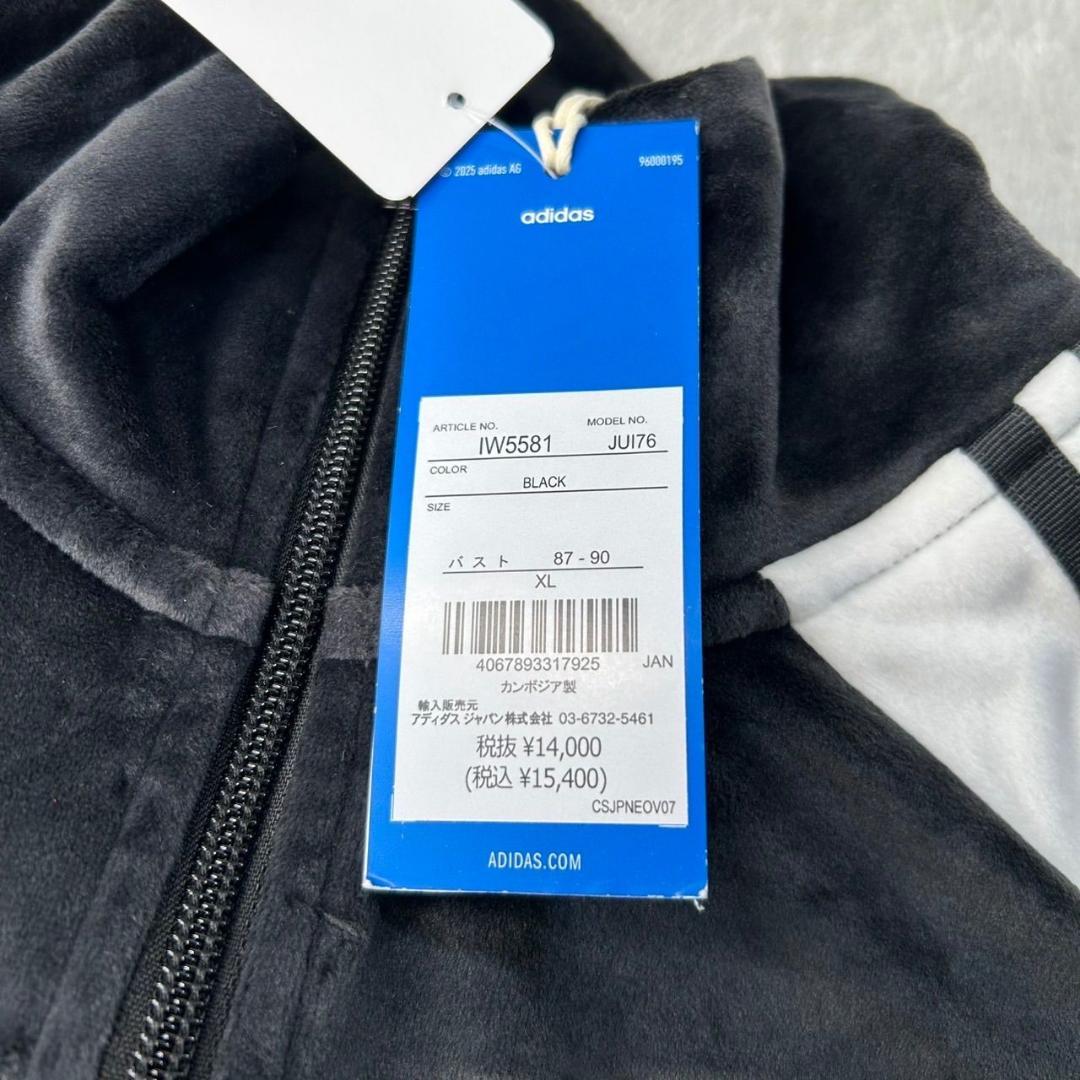 © 2025 adidas AG 96000195
adidas
ARTICLE NO. MODEL NO.
IW5581 JUI76
COLOR
BLACK
SIZE
バスト 87 - 90
XL
4067893317925 JAN
カンボジア製
輸入販売元
アディダス ジャパン株式会社 03-6732-5461
税抜 ¥14,000
(税込 ¥15,400)
CSJPNEOV07
ADIDAS.COM